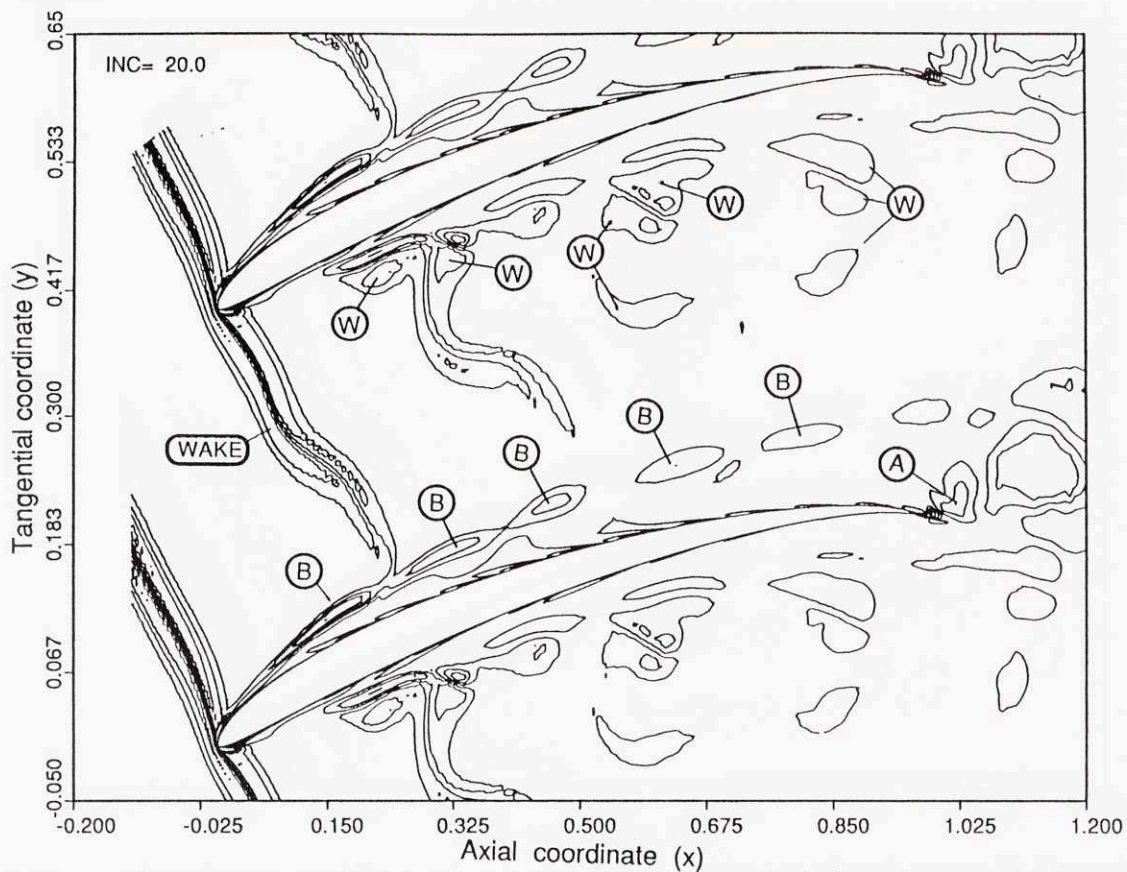 INC= 20.0
0.65
0.533
0.417
0.300
0.183
0.067
-0.050
Tangential coordinate (y)
W
W
W
W
W
WAKE
B
B
B
B
B
A
-0.200
-0.025
0.150
0.325
0.500
0.675
0.850
1.025
1.200
Axial coordinate (x)